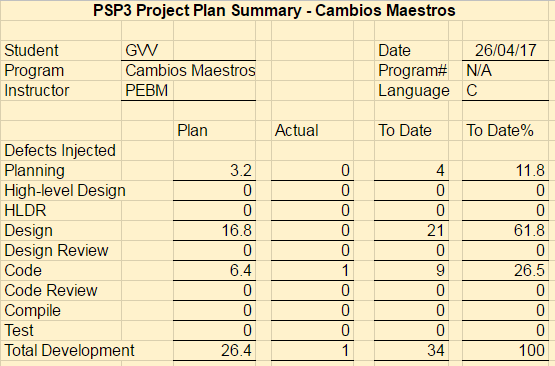 PSP3 Project Plan Summary - Cambios Maestros
Student GVV Date 26/04/17
Program Cambios Maestros Program# N/A
Instructor PEBM Language C
Plan Actual To Date To Date%
Defects Injected
Planning 3.2 0 4 11.8
High-level Design 0 0 0 0
HLDR 0 0 0 0
Design 16.8 0 21 61.8
Design Review 0 0 0 0
Code 6.4 1 9 26.5
Code Review 0 0 0 0
Compile 0 0 0 0
Test 0 0 0 0
Total Development 26.4 1 34 100